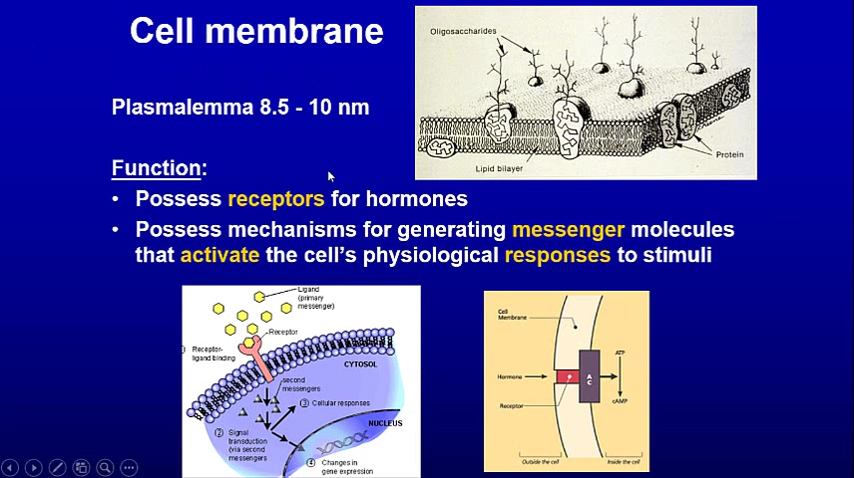 Cell membrane
Oligosaccharides
Protein
Lipid bilayer
Plasmalemma 8.5 - 10 nm
Function:
• Possess receptors for hormones
• Possess mechanisms for generating messenger molecules
that activate the cell's physiological responses to stimuli
Ligand
(primary
messenger)
Receptor
Receptor-
ligand binding
CYTOSOL
second
messengers
③ Cellular responses
NUCLEUS
② Signal
transduction
(via second
messengers
④ Changes in
gene expression
Cell
Membrane
Hormone
Receptor
A
C
ATP
cAMP
Outside the cell
Inside the cell